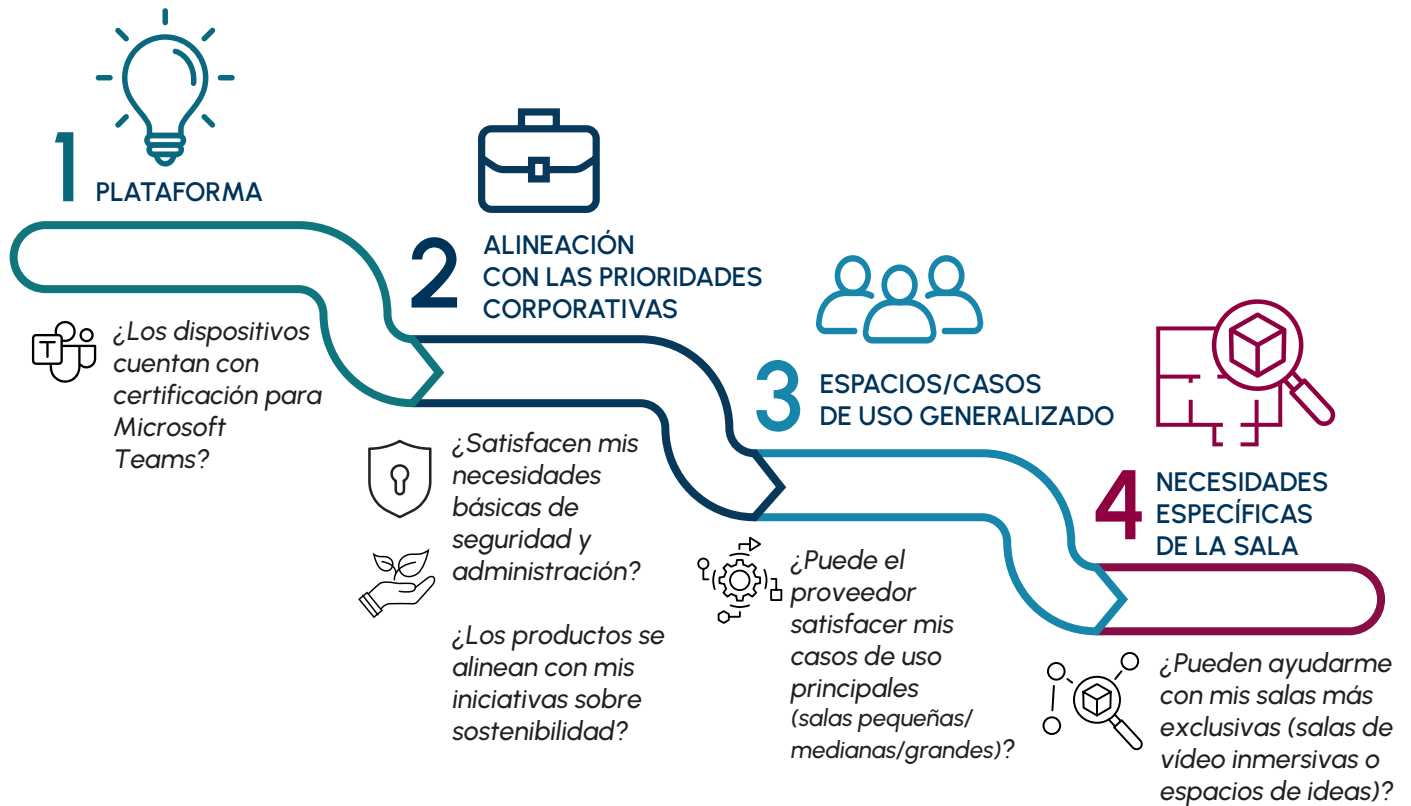 1
PLATAFORMA
T
¿Los dispositivos
cuentan con
certificación para
Microsoft
Teams?
2
ALINEACIÓN
CON LAS PRIORIDADES
CORPORATIVAS
¿Satisfacen mis
necesidades
básicas de
seguridad y
administración?
¿Los productos se
alinean con mis
iniciativas sobre
sostenibilidad?
3
ESPACIOS/CASOS
DE USO GENERALIZADO
¿Puede el
proveedor
satisfacer mis
casos de uso
principales
(salas pequeñas/
medianas/grandes)?
4
NECESIDADES
ESPECÍFICAS
DE LA SALA
¿Pueden ayudarme
con mis salas más
exclusivas (salas de
vídeo inmersivas o
espacios de ideas)?